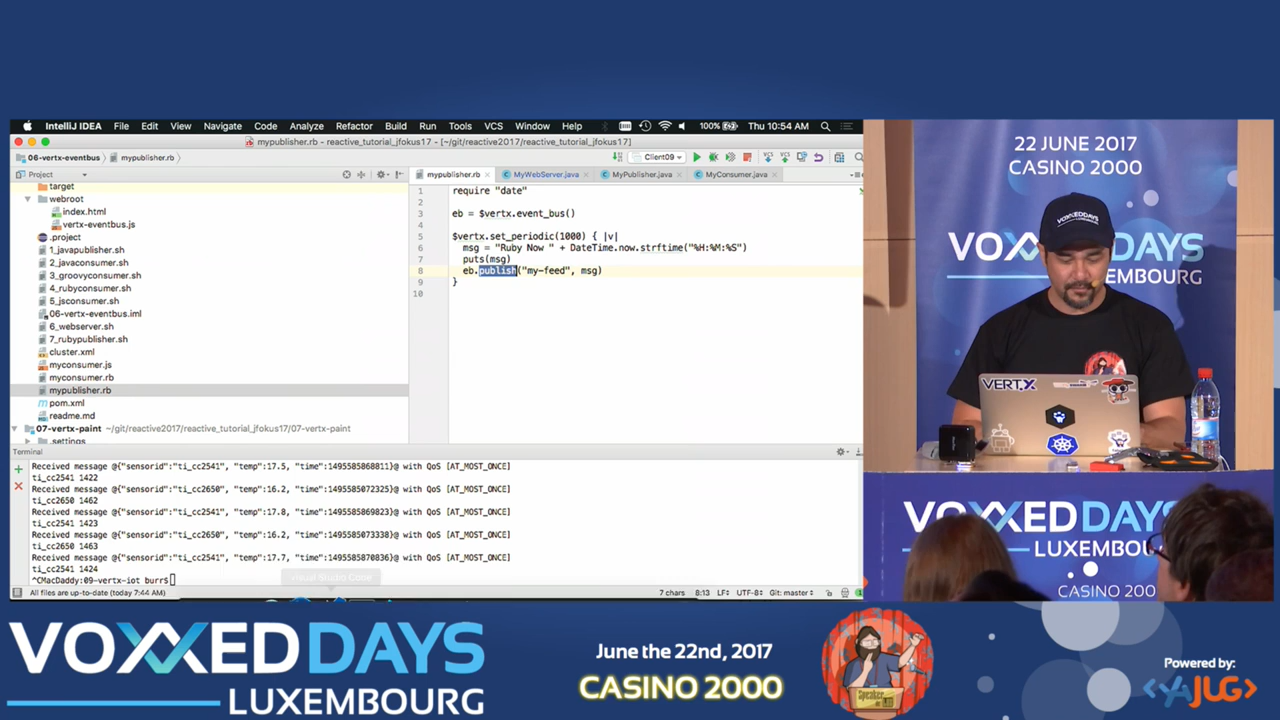 IntelliJ IDEA File Edit View Navigate Code Analyze Refactor Build Run Tools VCS Window Help 100% Thu 10:54 AM
mypublisher.rb - reactive_tutorial_jfokus17 - [~/git/reactive2017/reactive_tutorial_jfokus17]
06-vertx-eventbus mypublisher.rb Client09
Project
mypublisher.rb MyWebServer.java MyPublisher.java MyConsumer.java
target
webroot
index.html
vertx-eventbus.js
.project
1_javapublisher.sh
2_javaconsumer.sh
3_groovyconsumer.sh
4_rubyconsumer.sh
5_jsconsumer.sh
06-vertx-eventbus.iml
6_webserver.sh
7_rubypublisher.sh
cluster.xml
myconsumer.js
myconsumer.rb
mypublisher.rb
pom.xml
readme.md
07-vertx-paint ~/git/reactive2017/reactive_tutorial_jfokus17/07-vertx-paint
.settings
1 require "date"
2
3 eb = $vertx.event_bus()
4
5 $vertx.set_periodic(1000) { |v|
6 msg = "Ruby Now " + DateTime.now.strftime("%H:%M:%S")
7 puts(msg)
8 eb.publish("my-feed", msg)
9 }
10
Terminal
Received message @{"sensorid":"ti_cc2541", "temp":17.5, "time":1495585868811}@ with QoS [AT_MOST_ONCE]
ti_cc2541 1422
Received message @{"sensorid":"ti_cc2650", "temp":16.2, "time":1495585072325}@ with QoS [AT_MOST_ONCE]
ti_cc2650 1462
Received message @{"sensorid":"ti_cc2541", "temp":17.8, "time":1495585869823}@ with QoS [AT_MOST_ONCE]
ti_cc2541 1423
Received message @{"sensorid":"ti_cc2650", "temp":16.2, "time":1495585073338}@ with QoS [AT_MOST_ONCE]
ti_cc2650 1463
Received message @{"sensorid":"ti_cc2541", "temp":17.7, "time":1495585870836}@ with QoS [AT_MOST_ONCE]
ti_cc2541 1424
^CMacDaddy:09-vertx-iot burr$
Visual Studio Code
All files are up-to-date (today 7:44 AM)
7 chars 8:13 LF UTF-8 Git: master
22 JUNE 2017
CASINO 2000
VOXXEDDAYS
VOXXEDDAYS
LUXEMBOURG
VERT.X
VOXXEDDAYS
LUXEMBOU
CASINO 200
VOXXEDDAYS
LUXEMBOURG
June the 22nd, 2017
CASINO 2000
Speaker
Powered by:
YAJUG